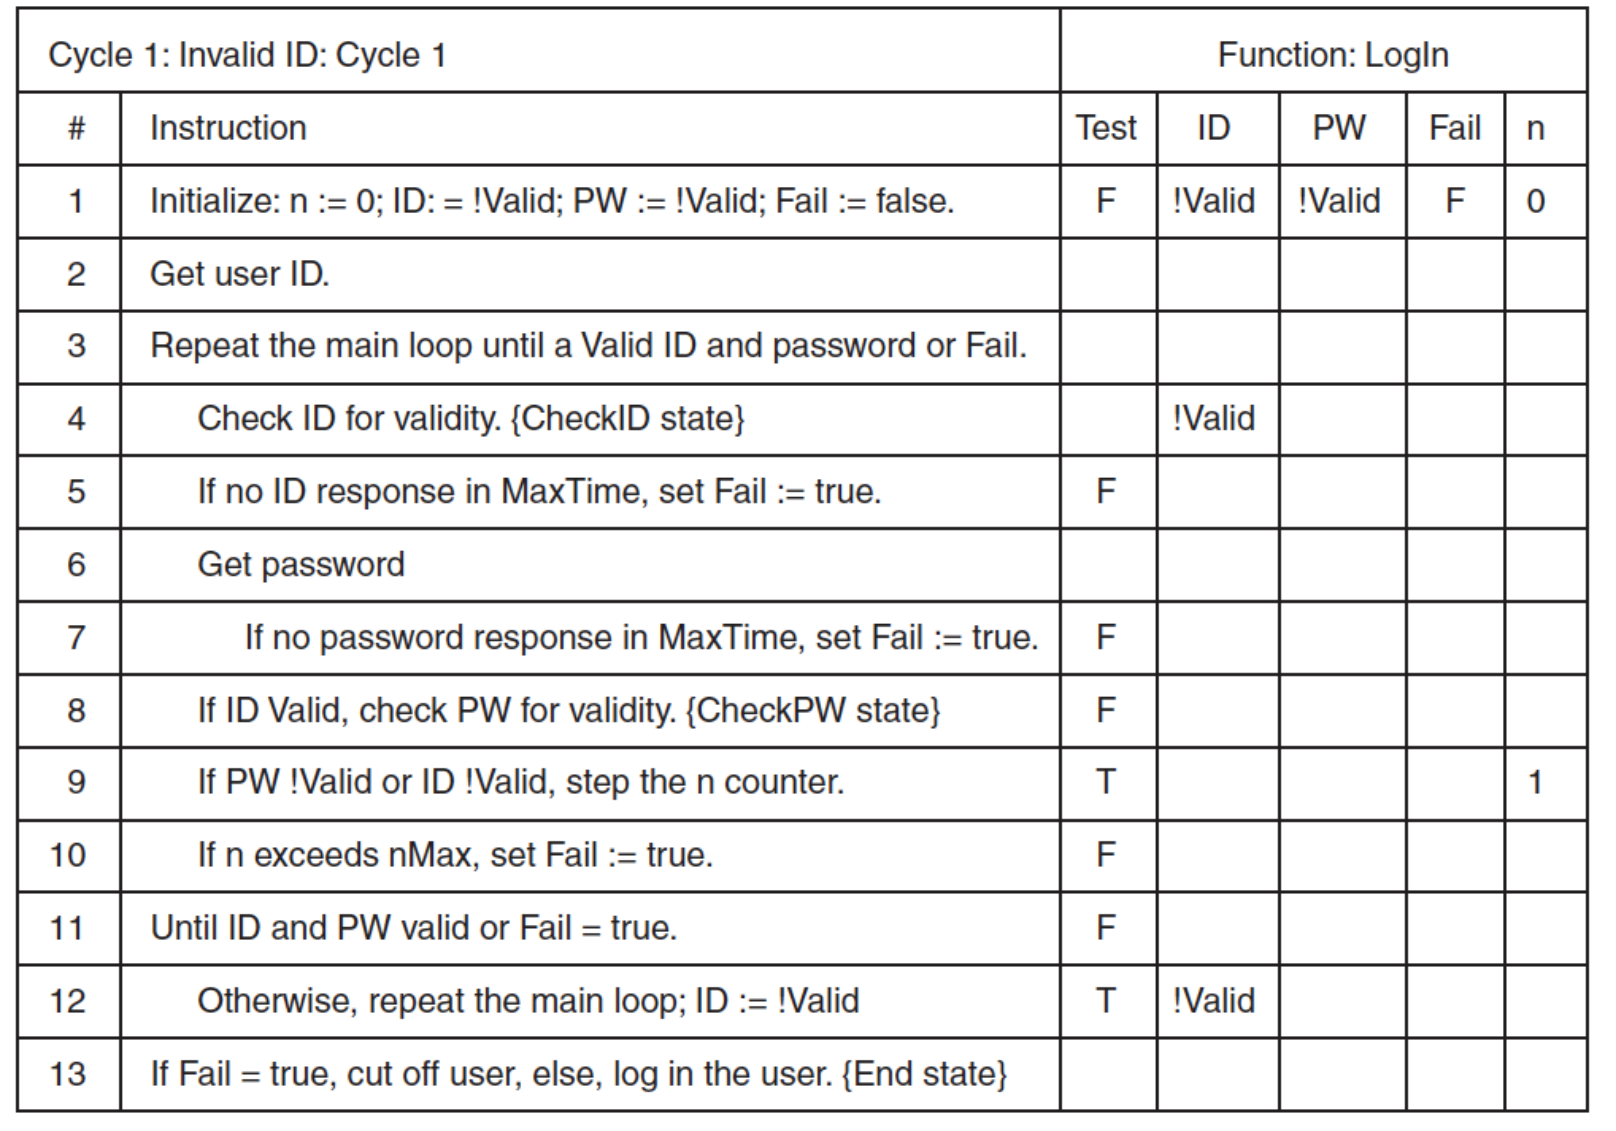 Cycle 1: Invalid ID: Cycle 1 Function: LogIn
# Instruction Test ID PW Fail n
1 Initialize: n := 0; ID: = !Valid; PW := !Valid; Fail := false. F !Valid !Valid F 0
2 Get user ID.
3 Repeat the main loop until a Valid ID and password or Fail.
4 Check ID for validity. {CheckID state} !Valid
5 If no ID response in MaxTime, set Fail := true. F
6 Get password
7 If no password response in MaxTime, set Fail := true. F
8 If ID Valid, check PW for validity. {CheckPW state} F
9 If PW !Valid or ID !Valid, step the n counter. T 1
10 If n exceeds nMax, set Fail := true. F
11 Until ID and PW valid or Fail = true. F
12 Otherwise, repeat the main loop; ID := !Valid T !Valid
13 If Fail = true, cut off user, else, log in the user. {End state}